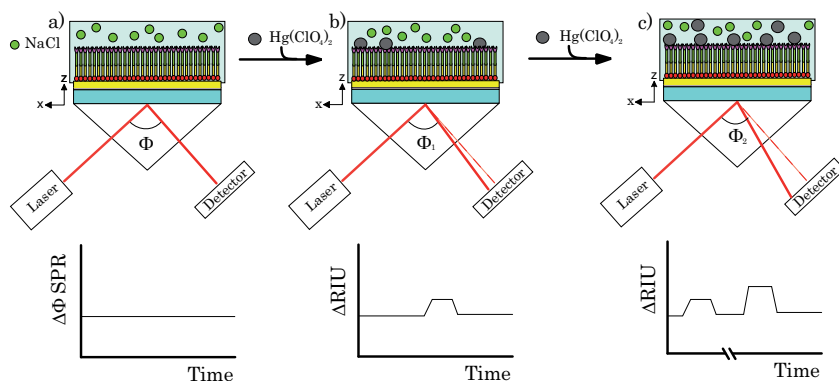 a)
NaCl
z
x
Φ
Laser
Detector
Hg(ClO₄)₂
b)
z
x
Φ₁
Laser
Detector
Hg(ClO₄)₂
c)
z
x
Φ₂
Laser
Detector
ΔΦ SPR
Time
ΔRIU
Time
ΔRIU
Time